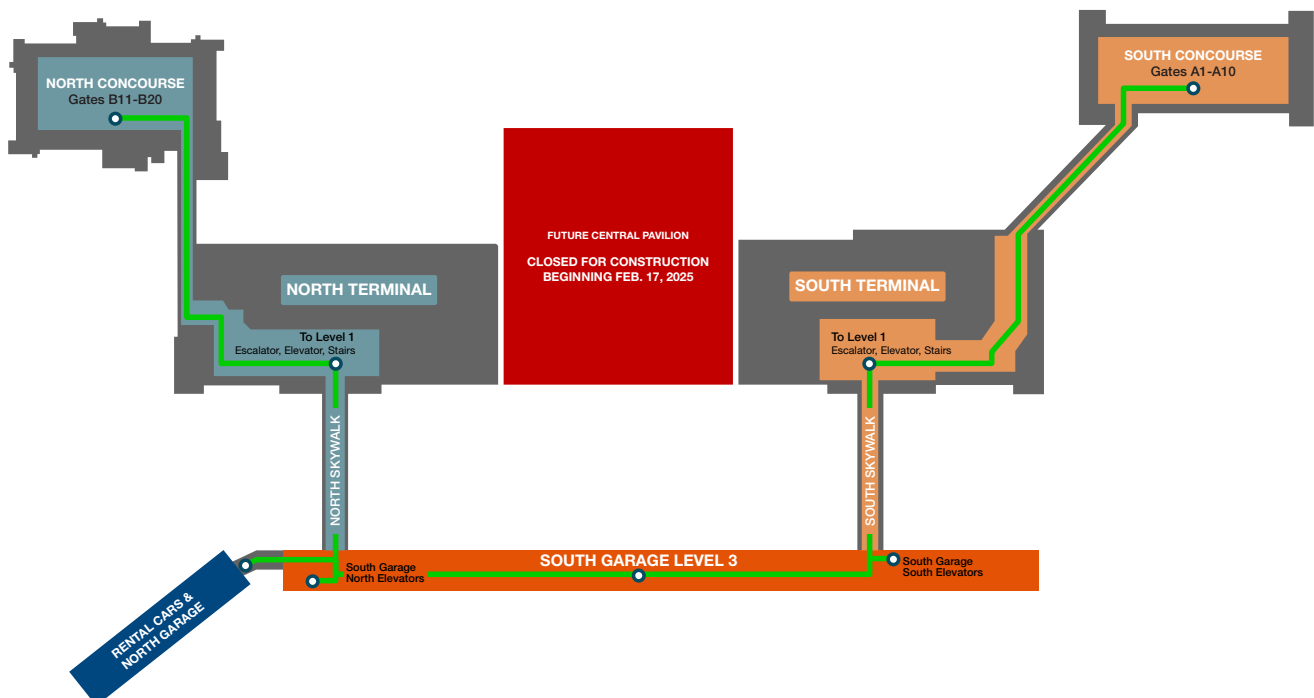 NORTH CONCOURSE
Gates B11-B20
SOUTH CONCOURSE
Gates A1-A10
FUTURE CENTRAL PAVILION
CLOSED FOR CONSTRUCTION
BEGINNING FEB. 17, 2025
NORTH TERMINAL
SOUTH TERMINAL
To Level 1
Escalator, Elevator, Stairs
To Level 1
Escalator, Elevator, Stairs
NORTH SKYWALK
SOUTH SKYWALK
SOUTH GARAGE LEVEL 3
South Garage
North Elevators
South Garage
South Elevators
RENTAL CARS &
NORTH GARAGE